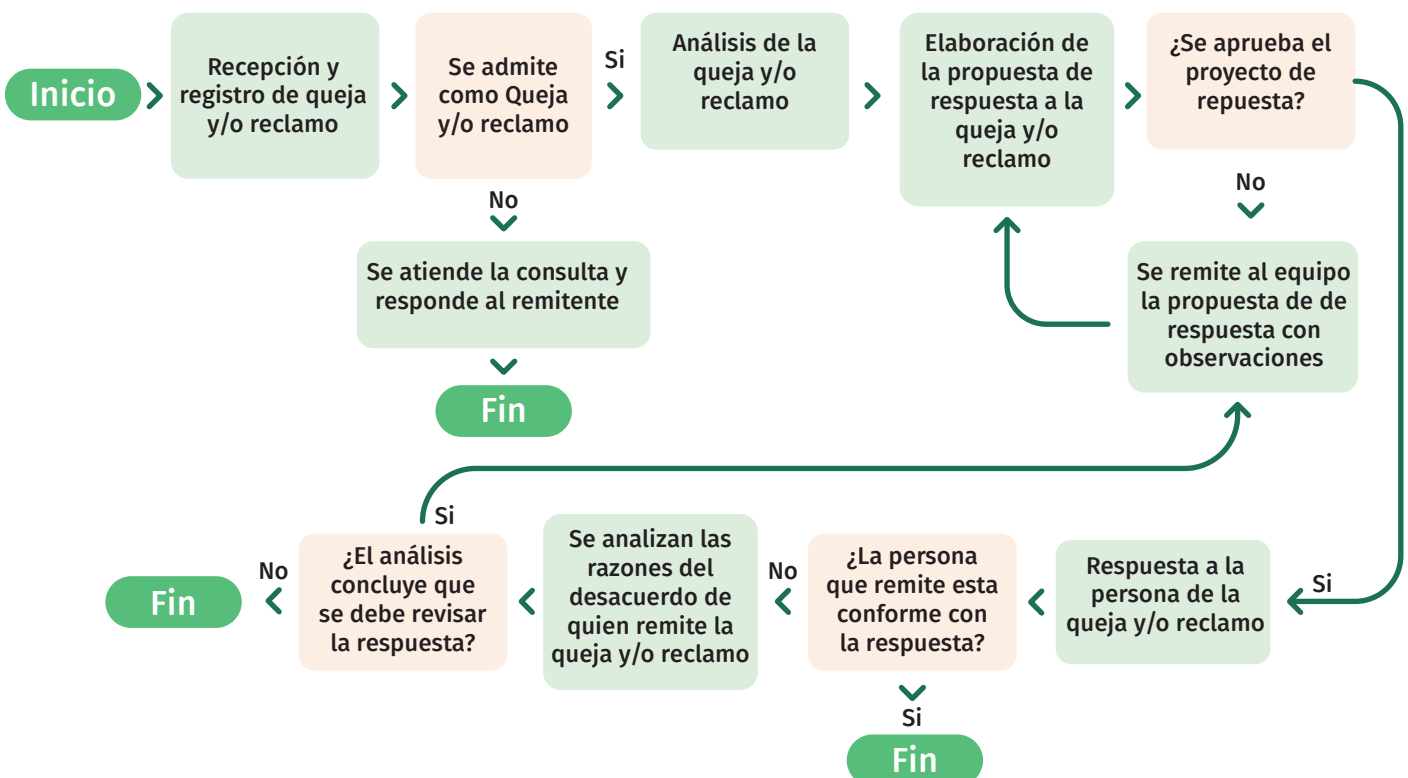 Inicio
Recepción y
registro de queja
y/o reclamo
Se admite
como Queja
y/o reclamo
Si
Análisis de la
queja y/o
reclamo
Elaboración de
la propuesta de
respuesta a la
queja y/o
reclamo
¿Se aprueba el
proyecto de
repuesta?
No
Se atiende la consulta y
responde al remitente
Fin
No
Se remite al equipo
la propuesta de de
respuesta con
observaciones
Si
Respuesta a la
persona de la
queja y/o reclamo
¿La persona
que remite esta
conforme con
la respuesta?
No
Se analizan las
razones del
desacuerdo de
quien remite la
queja y/o reclamo
Si
¿El análisis
concluye que
se debe revisar
la respuesta?
No
Fin
Si
Fin